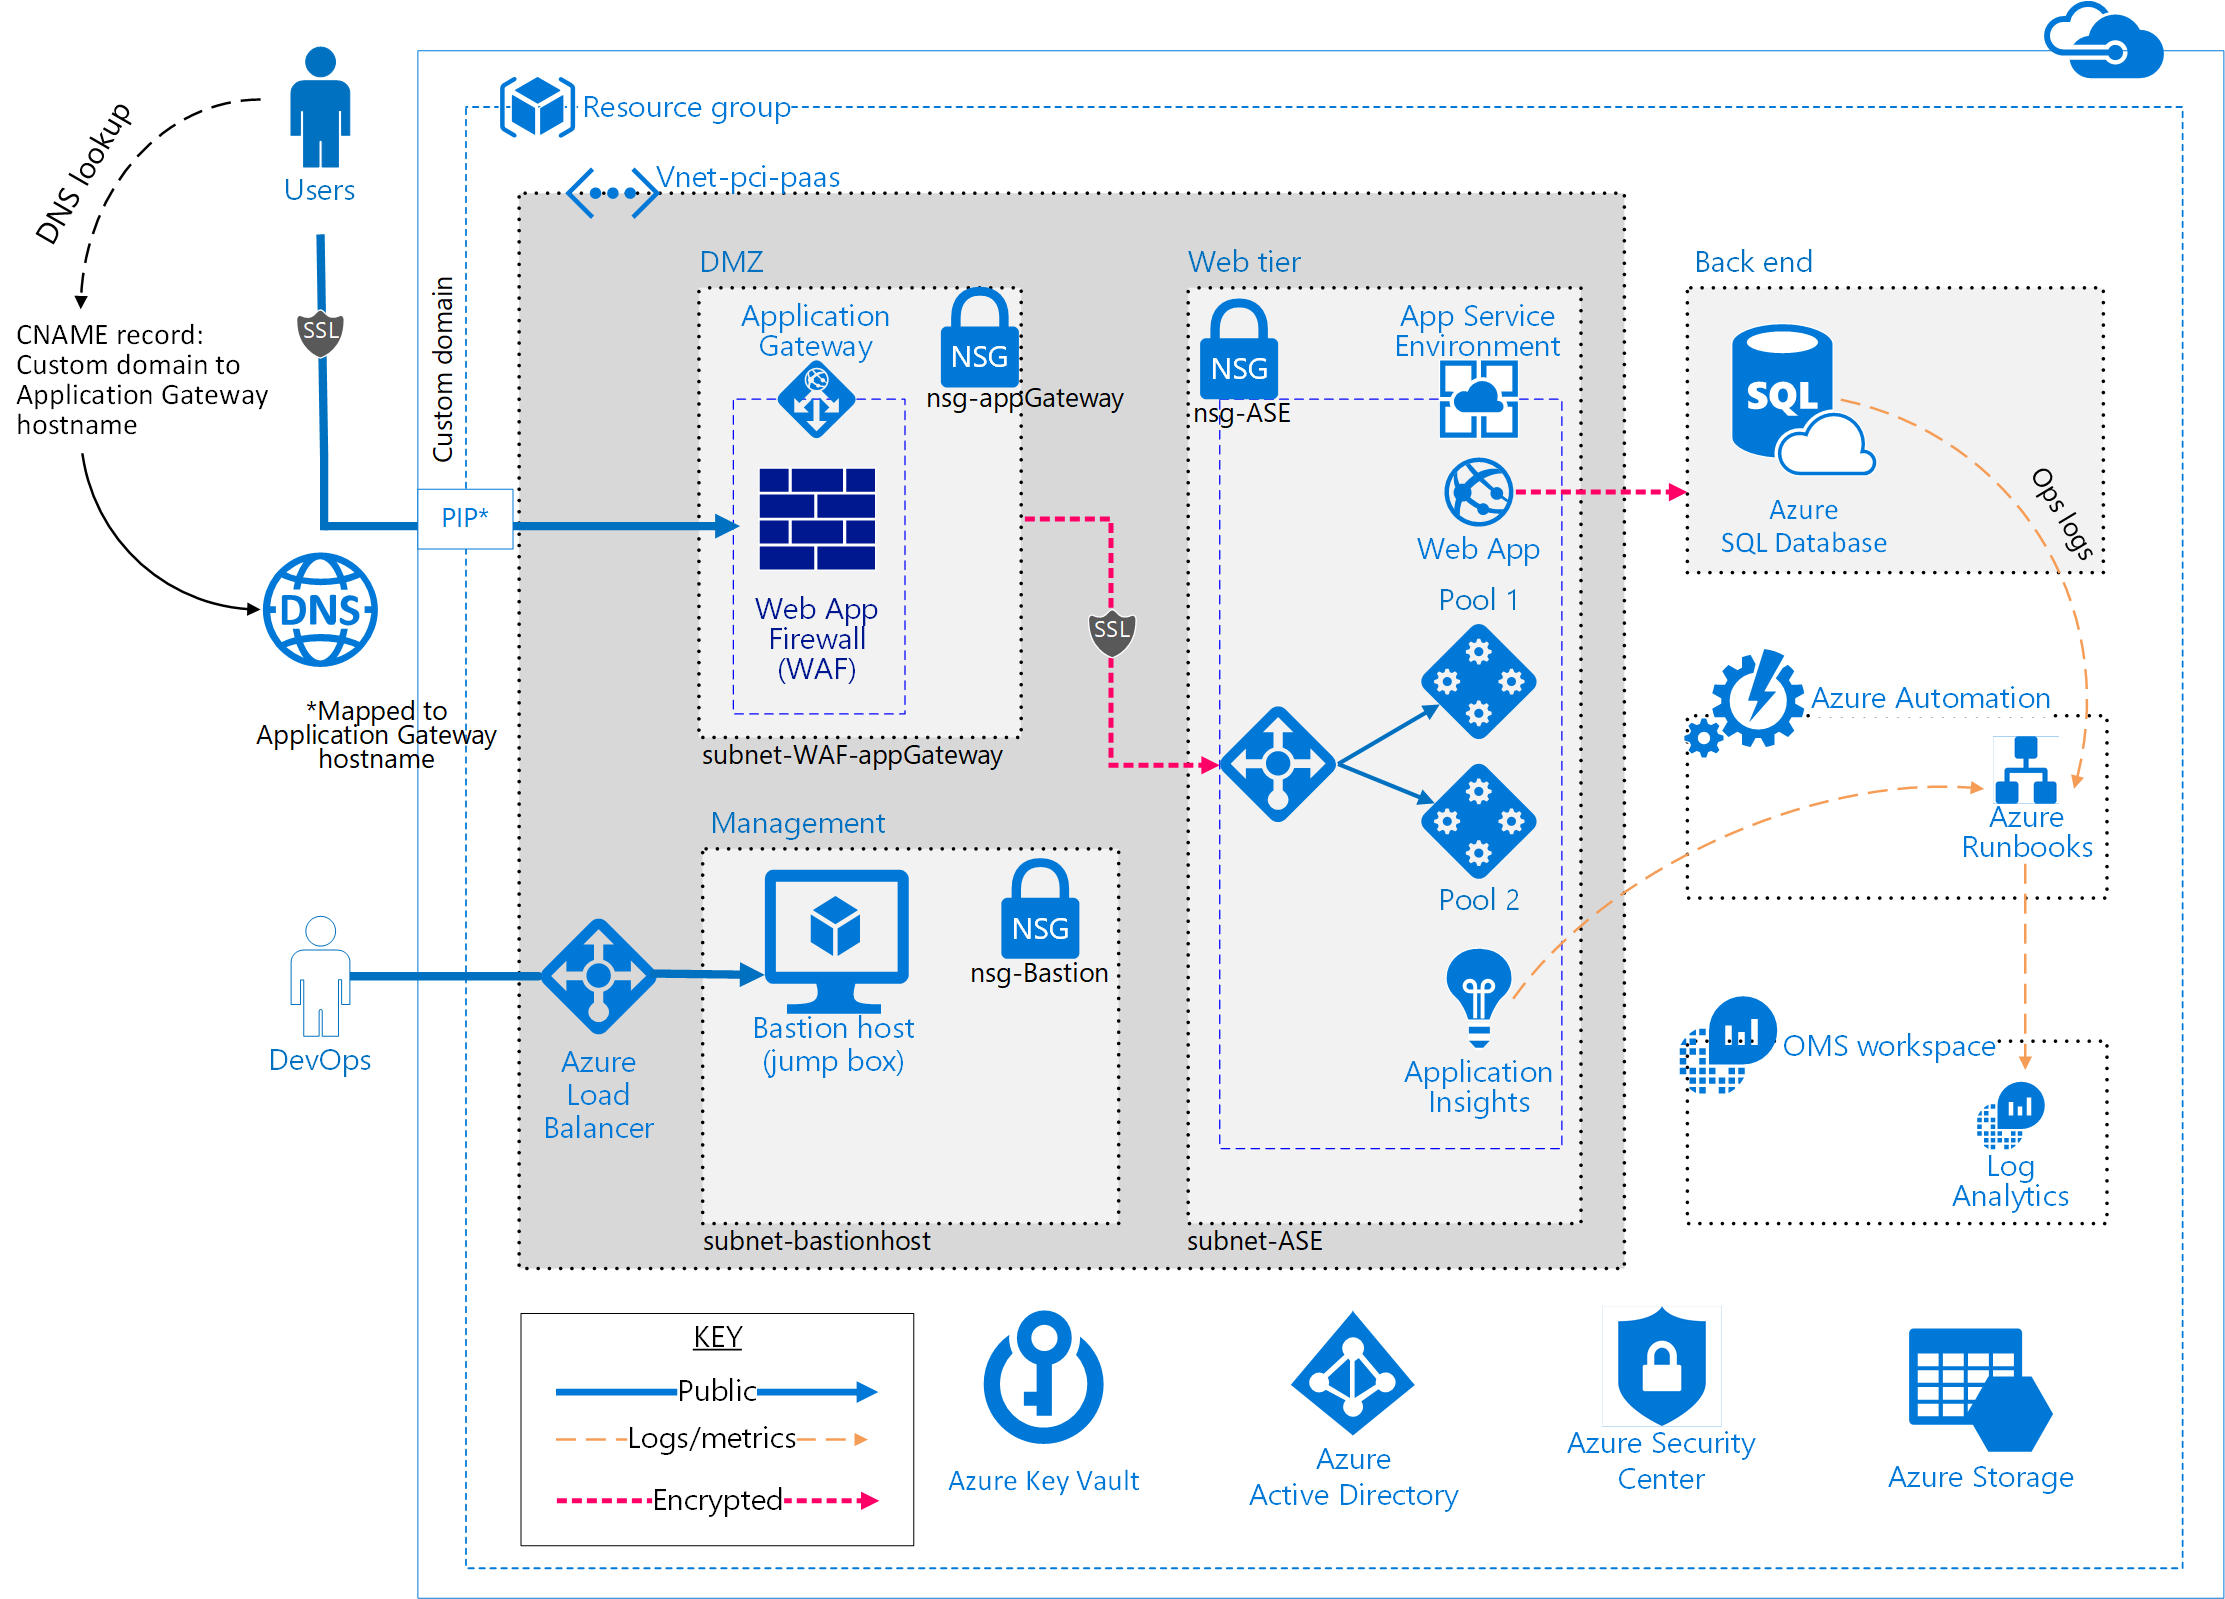 Users
DNS lookup
SSL
CNAME record:
Custom domain to
Application Gateway
hostname
DNS
*Mapped to
Application Gateway
hostname
DevOps
Custom domain
PIP*
Resource group
Vnet-pci-paas
DMZ
Application
Gateway
NSG
nsg-appGateway
Web App
Firewall
(WAF)
subnet-WAF-appGateway
SSL
Management
NSG
nsg-Bastion
Bastion host
(jump box)
subnet-bastionhost
Azure
Load
Balancer
Web tier
NSG
nsg-ASE
App Service
Environment
Web App
Pool 1
Pool 2
Application
Insights
subnet-ASE
Back end
SQL
Azure
SQL Database
Ops logs
Azure Automation
Azure
Runbooks
OMS workspace
Log
Analytics
KEY
Public
Logs/metrics
Encrypted
Azure Key Vault
Azure
Active Directory
Azure Security
Center
Azure Storage